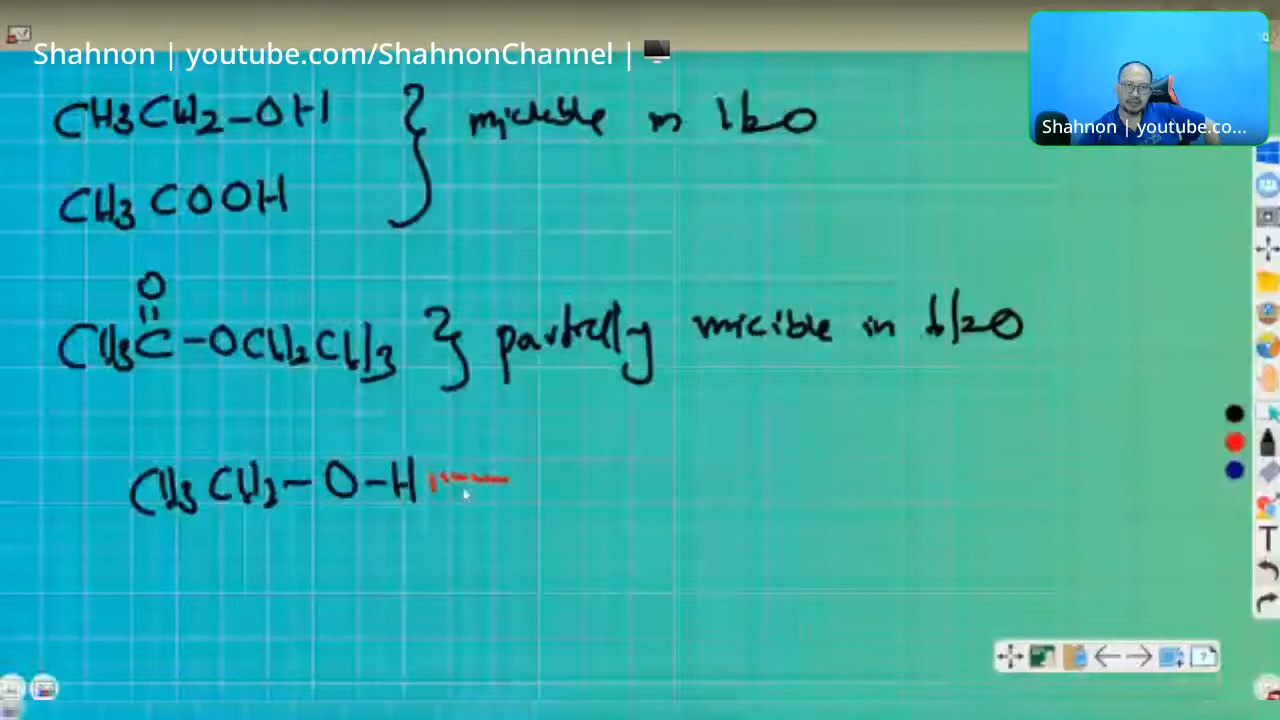 Shahnon | youtube.com/ShahnonChannel |
Shahnon | youtube.co...
CH3CH2-OH } miscible in H2O
CH3COOH
O
CH3C-OCH2CH3 } partially micible in H2O
CH3CH2-O-H
T